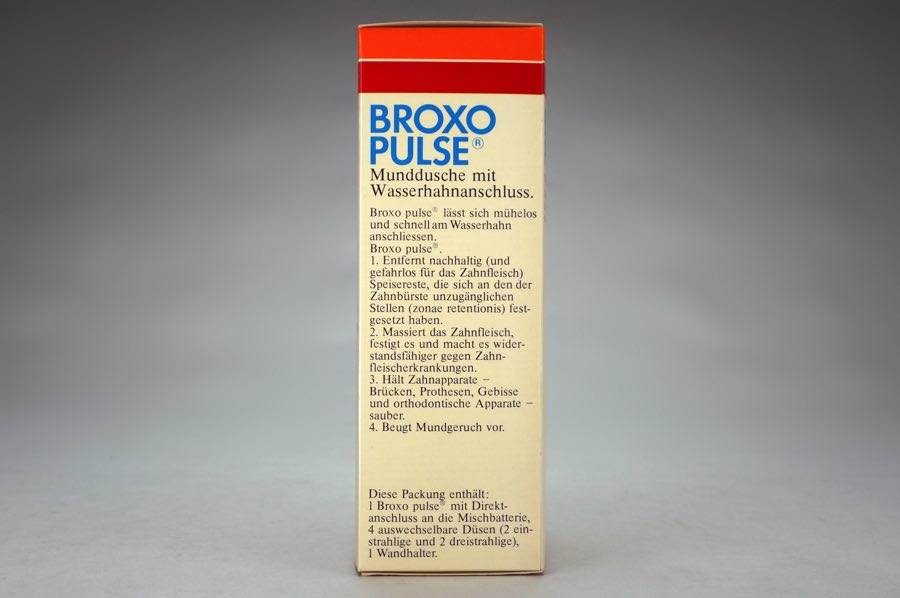 BROXO
PULSE®
Munddusche mit
Wasserhahnanschluss.
Broxo pulse® lässt sich mühelos
und schnell am Wasserhahn
anschliessen.
Broxo pulse®.
1. Entfernt nachhaltig (und
gefahrlos für das Zahnfleisch)
Speisereste, die sich an den der
Zahnbürste unzugänglichen
Stellen (zonae retentionis) fest-
gesetzt haben.
2. Massiert das Zahnfleisch,
festigt es und macht es wider-
standsfähiger gegen Zahn-
fleischerkrankungen.
3. Hält Zahnapparate –
Brücken, Prothesen, Gebisse
und orthodontische Apparate –
sauber.
4. Beugt Mundgeruch vor.
Diese Packung enthält:
1 Broxo pulse® mit Direkt-
anschluss an die Mischbatterie,
4 auswechselbare Düsen (2 ein-
strahlige und 2 dreistrahlige),
1 Wandhalter.